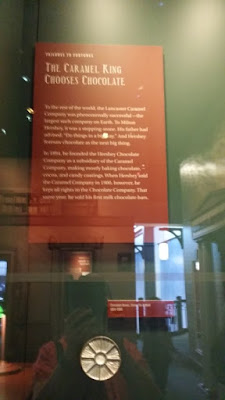 THE CARAMEL KING
CHOOSES CHOCOLATE
To the rest of the world, the Lancaster Caramel
Company was phenomenally successful—the
largest such company on Earth. To Milton
Hershey, it was a stepping stone. His father had
advised, "Do things in a big way." And Hershey
foresaw chocolate as the next big thing.
In 1894, he founded the Hershey Chocolate
Company as a subsidiary of the Caramel
Company, making mostly baking chocolate,
cocoa, and candy coatings. When Hershey sold
the Caramel Company in 1900, however, he
kept all rights in the Chocolate Company. That
same year, he sold his first milk chocolate bars.